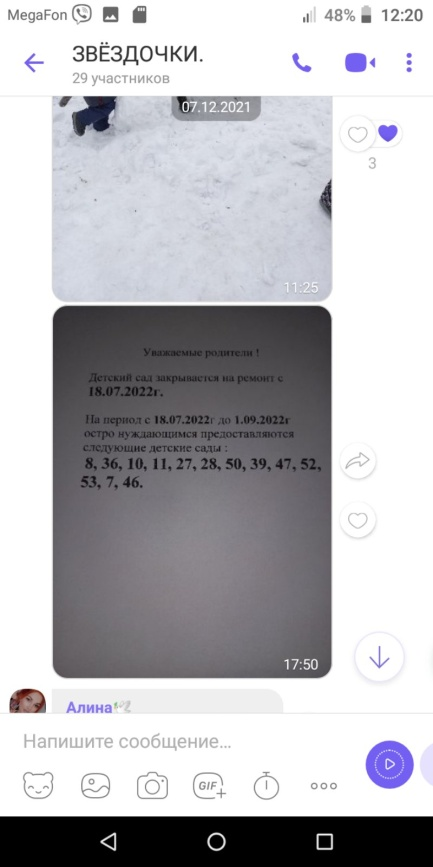 MegaFon 48% 12:20
ЗВЁЗДОЧКИ.
29 участников
07.12.2021
3
11:25
Уважаемые родители !
Детский сад закрывается на ремонт с
18.07.2022г.
На период с 18.07.2022г до 1.09.2022г
остро нуждающимся предоставляются
следующие детские сады :
8, 36, 10, 11, 27, 28, 50, 39, 47, 52,
53, 7, 46.
17:50
Алина
Напишите сообщение...
GIF